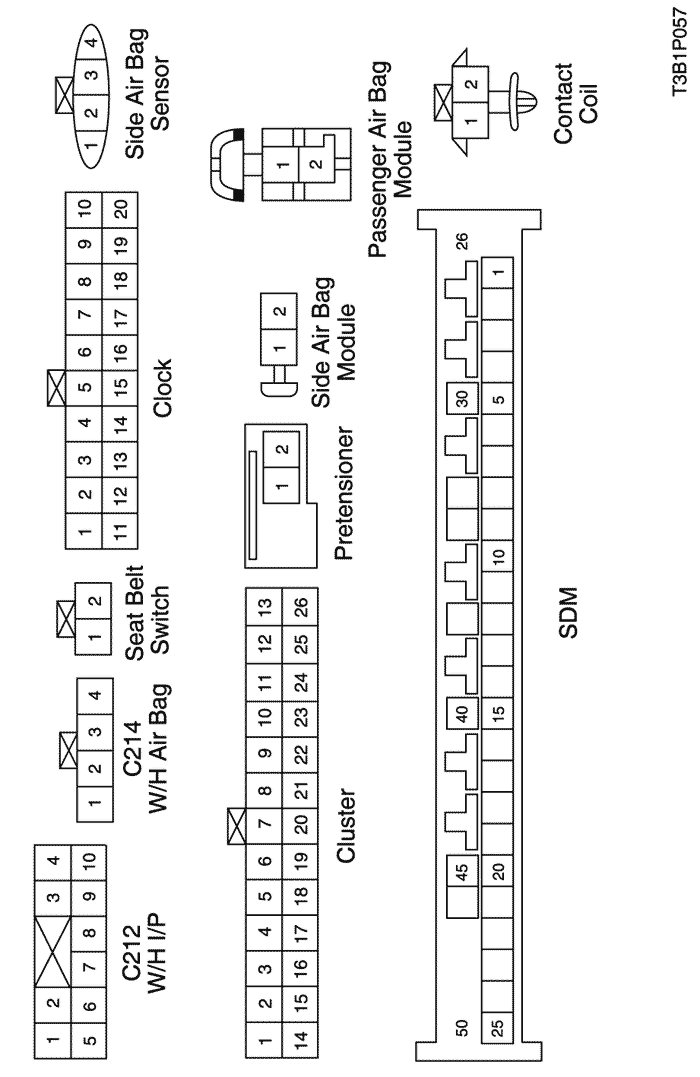 1 2 3 4
5 6 7 8 9 10
C212
W/H I/P
1 2 3 4
C214
W/H Air Bag
1 2
Seat Belt
Switch
1 2 3 4 5 6 7 8 9 10
11 12 13 14 15 16 17 18 19 20
Clock
1 2 3 4
Side Air Bag
Sensor
1 2 3 4 5 6 7 8 9 10 11 12 13
14 15 16 17 18 19 20 21 22 23 24 25 26
Cluster
1 2
Pretensioner
1 2
Side Air Bag
Module
1
2
Passenger Air Bag
Module
50 45 40 30 26
25 20 15 10 5 1
SDM
1 2
Contact
Coil
T3B1P057